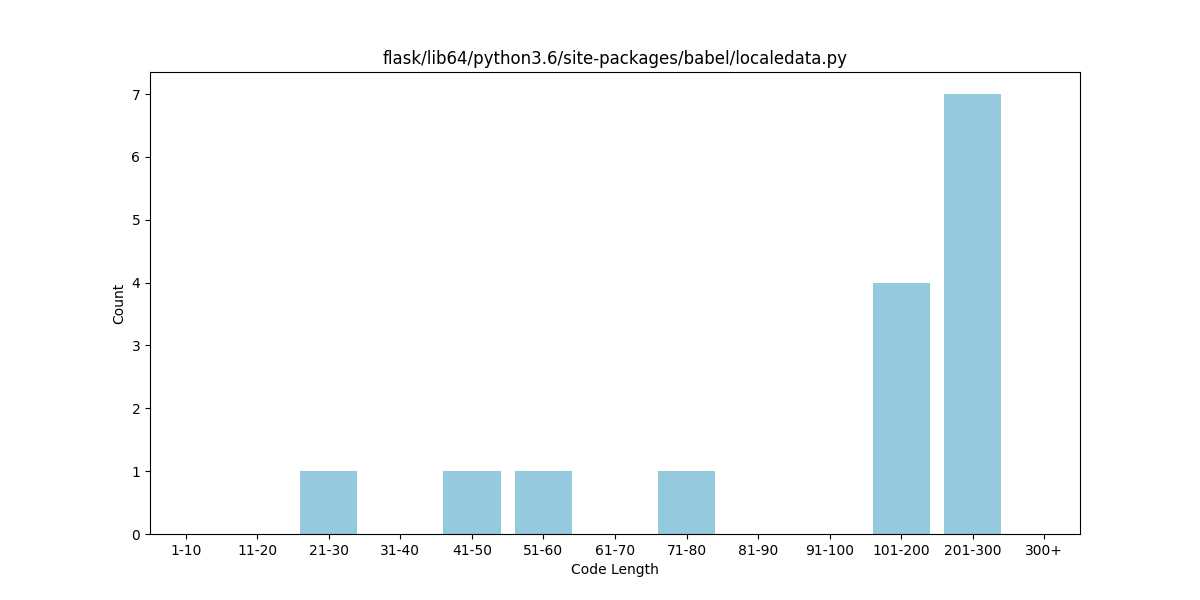 flask/lib64/python3.6/site-packages/babel/localedata.py
7
6
5
4
3
2
1
0
Count
1-10 11-20 21-30 31-40 41-50 51-60 61-70 71-80 81-90 91-100 101-200 201-300 300+
Code Length